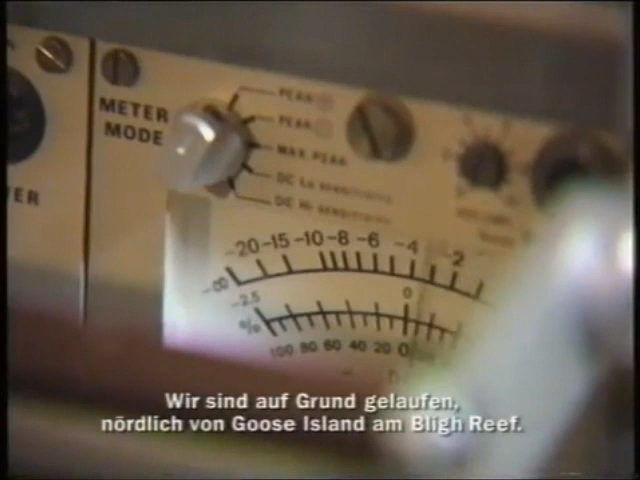 METER
MODE
PEAK
PEAK
MAX.PEAK
DC Lo SENSITIVITY
DC Hi SENSITIVITY
VER
-20 -15 -10 -8 -6 -4 -2
-∞
-2.5 0
%
100 80 60 40 20 0
Wir sind auf Grund gelaufen,
nördlich von Goose Island am Bligh Reef.